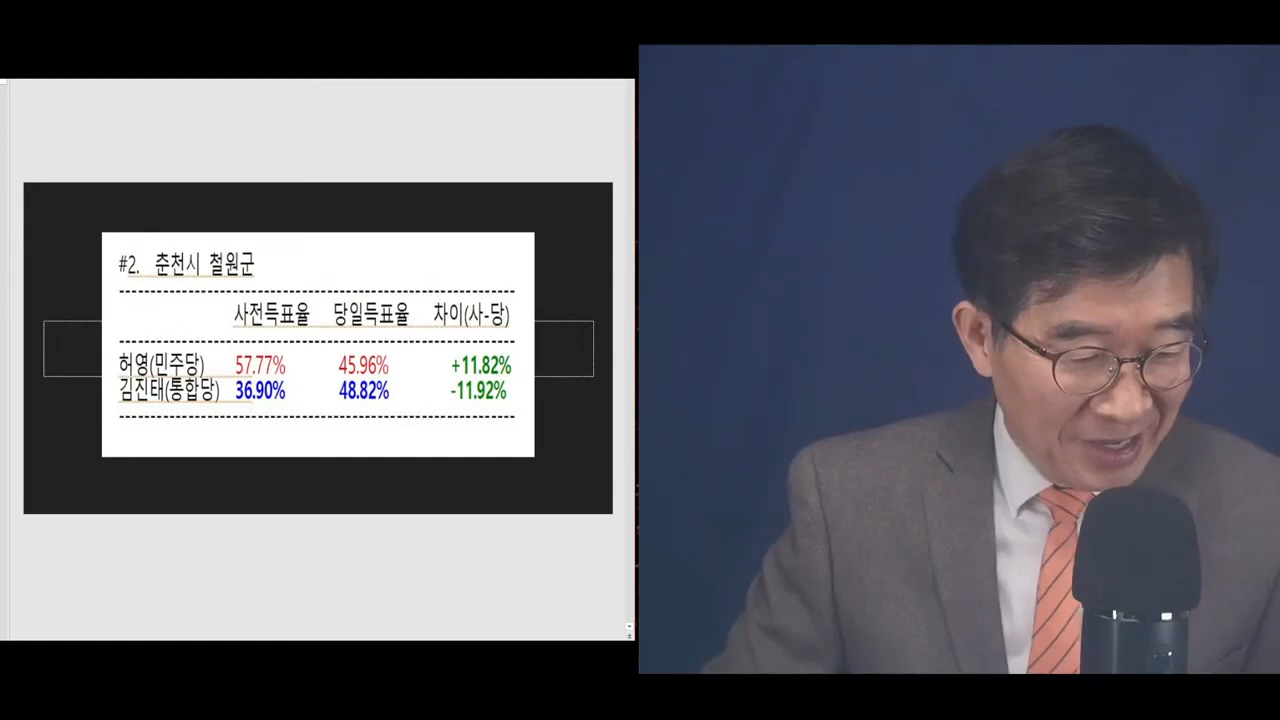 #2. 춘천시 철원군
사전득표율 당일득표율 차이(사-당)
허영(민주당) 57.77% 45.96% +11.82%
김진태(통합당) 36.90% 48.82% -11.92%